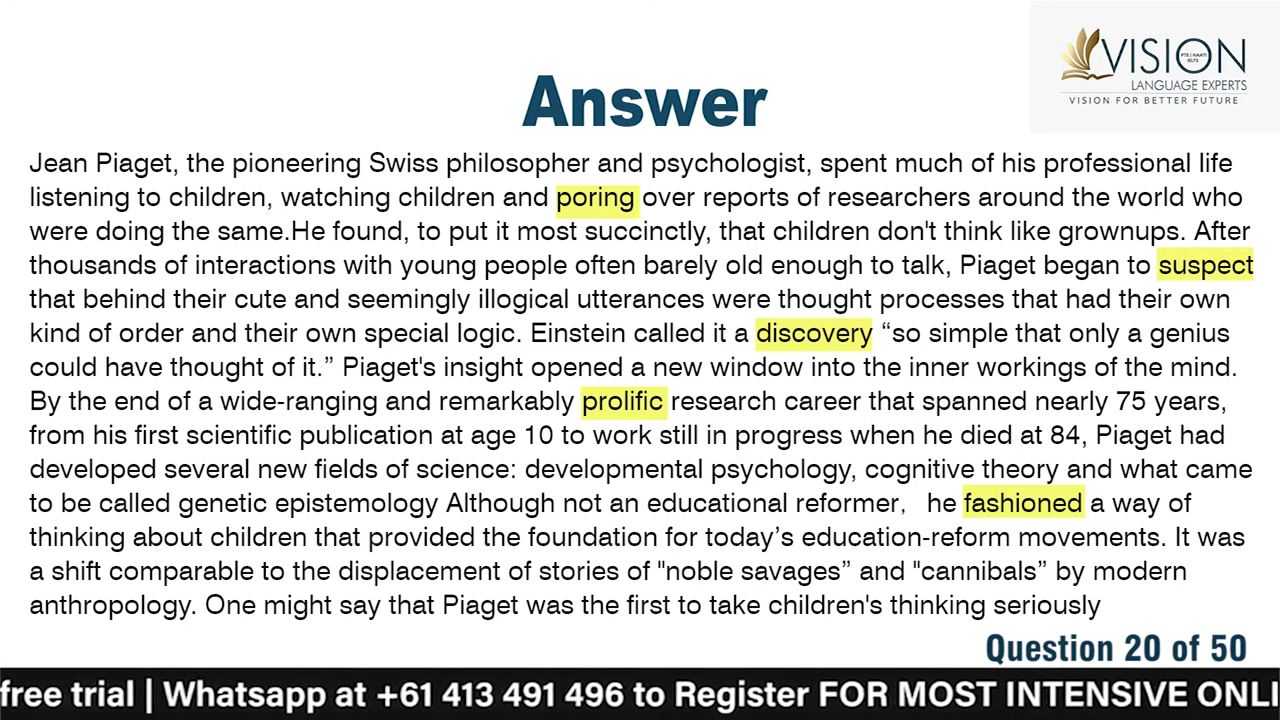 VISION
PTE | NAATI
IELTS
LANGUAGE EXPERTS
VISION FOR BETTER FUTURE
Answer
Jean Piaget, the pioneering Swiss philosopher and psychologist, spent much of his professional life
listening to children, watching children and poring over reports of researchers around the world who
were doing the same.He found, to put it most succinctly, that children don't think like grownups. After
thousands of interactions with young people often barely old enough to talk, Piaget began to suspect
that behind their cute and seemingly illogical utterances were thought processes that had their own
kind of order and their own special logic. Einstein called it a discovery “so simple that only a genius
could have thought of it.” Piaget's insight opened a new window into the inner workings of the mind.
By the end of a wide-ranging and remarkably prolific research career that spanned nearly 75 years,
from his first scientific publication at age 10 to work still in progress when he died at 84, Piaget had
developed several new fields of science: developmental psychology, cognitive theory and what came
to be called genetic epistemology Although not an educational reformer, he fashioned a way of
thinking about children that provided the foundation for today’s education-reform movements. It was
a shift comparable to the displacement of stories of "noble savages” and "cannibals” by modern
anthropology. One might say that Piaget was the first to take children's thinking seriously
Question 20 of 50
free trial | Whatsapp at +61 413 491 496 to Register FOR MOST INTENSIVE ONLI